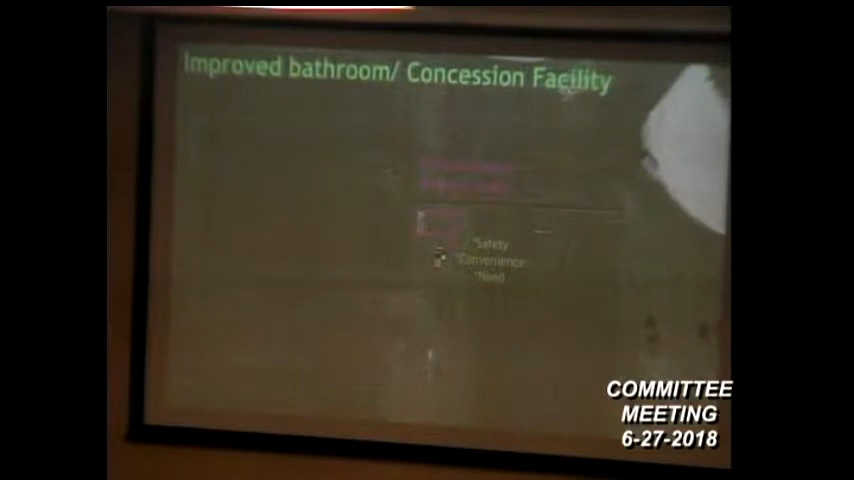 Improved bathroom/ Concession Facility
*Safety
*Convenience
*Need
COMMITTEE
MEETING
6-27-2018